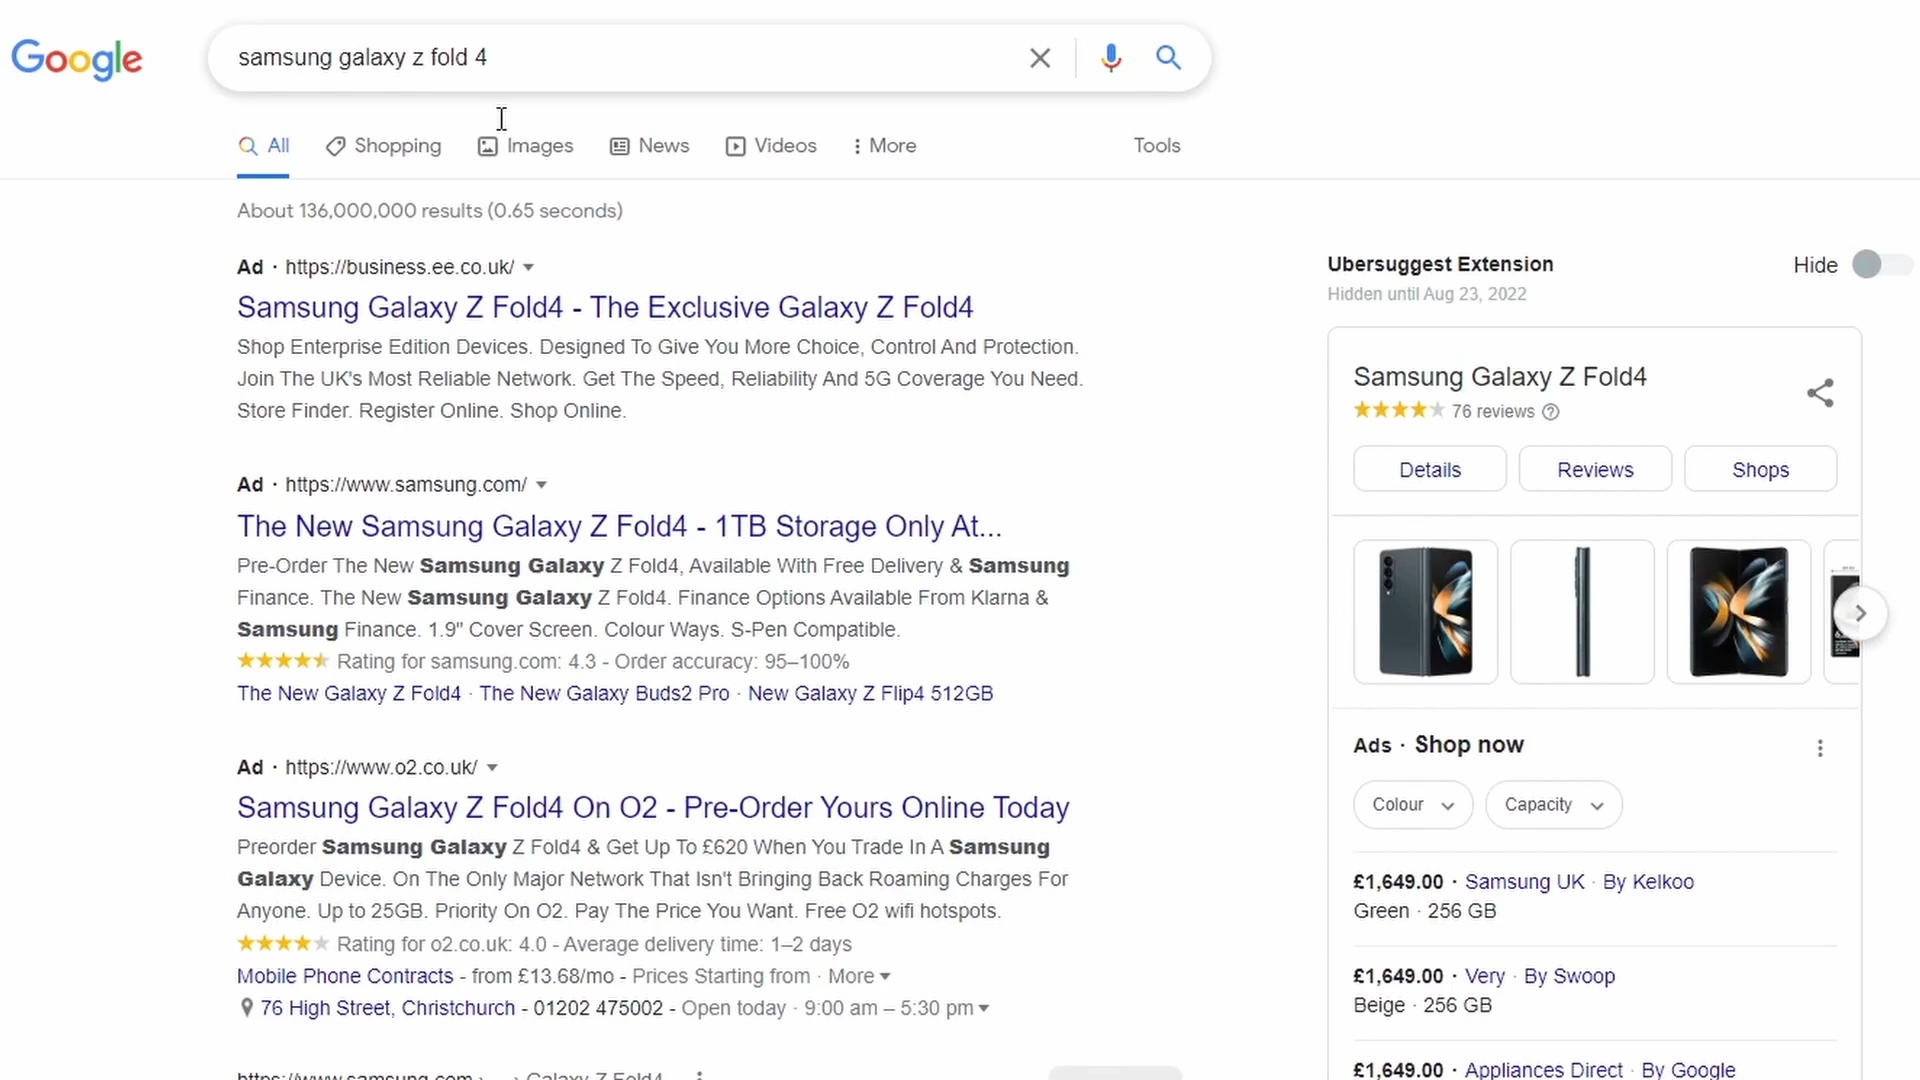 Google
samsung galaxy z fold 4
All
Shopping
Images
News
Videos
More
Tools
About 136,000,000 results (0.65 seconds)
Ad · https://business.ee.co.uk/
Samsung Galaxy Z Fold4 - The Exclusive Galaxy Z Fold4
Shop Enterprise Edition Devices. Designed To Give You More Choice, Control And Protection.
Join The UK's Most Reliable Network. Get The Speed, Reliability And 5G Coverage You Need.
Store Finder. Register Online. Shop Online.
Ad · https://www.samsung.com/
The New Samsung Galaxy Z Fold4 - 1TB Storage Only At...
Pre-Order The New Samsung Galaxy Z Fold4, Available With Free Delivery & Samsung
Finance. The New Samsung Galaxy Z Fold4. Finance Options Available From Klarna &
Samsung Finance. 1.9" Cover Screen. Colour Ways. S-Pen Compatible.
Rating for samsung.com: 4.3 - Order accuracy: 95–100%
The New Galaxy Z Fold4 · The New Galaxy Buds2 Pro · New Galaxy Z Flip4 512GB
Ad · https://www.o2.co.uk/
Samsung Galaxy Z Fold4 On O2 - Pre-Order Yours Online Today
Preorder Samsung Galaxy Z Fold4 & Get Up To £620 When You Trade In A Samsung
Galaxy Device. On The Only Major Network That Isn't Bringing Back Roaming Charges For
Anyone. Up to 25GB. Priority On O2. Pay The Price You Want. Free O2 wifi hotspots.
Rating for o2.co.uk: 4.0 - Average delivery time: 1–2 days
Mobile Phone Contracts - from £13.68/mo - Prices Starting from · More
76 High Street, Christchurch - 01202 475002 - Open today · 9:00 am – 5:30 pm
https://www.samsung.com › ... › Galaxy Z Fold4
Ubersuggest Extension
Hide
Hidden until Aug 23, 2022
Samsung Galaxy Z Fold4
76 reviews
Details
Reviews
Shops
Ads · Shop now
Colour
Capacity
£1,649.00 · Samsung UK · By Kelkoo
Green · 256 GB
£1,649.00 · Very · By Swoop
Beige · 256 GB
£1,649.00 · Appliances Direct · By Google